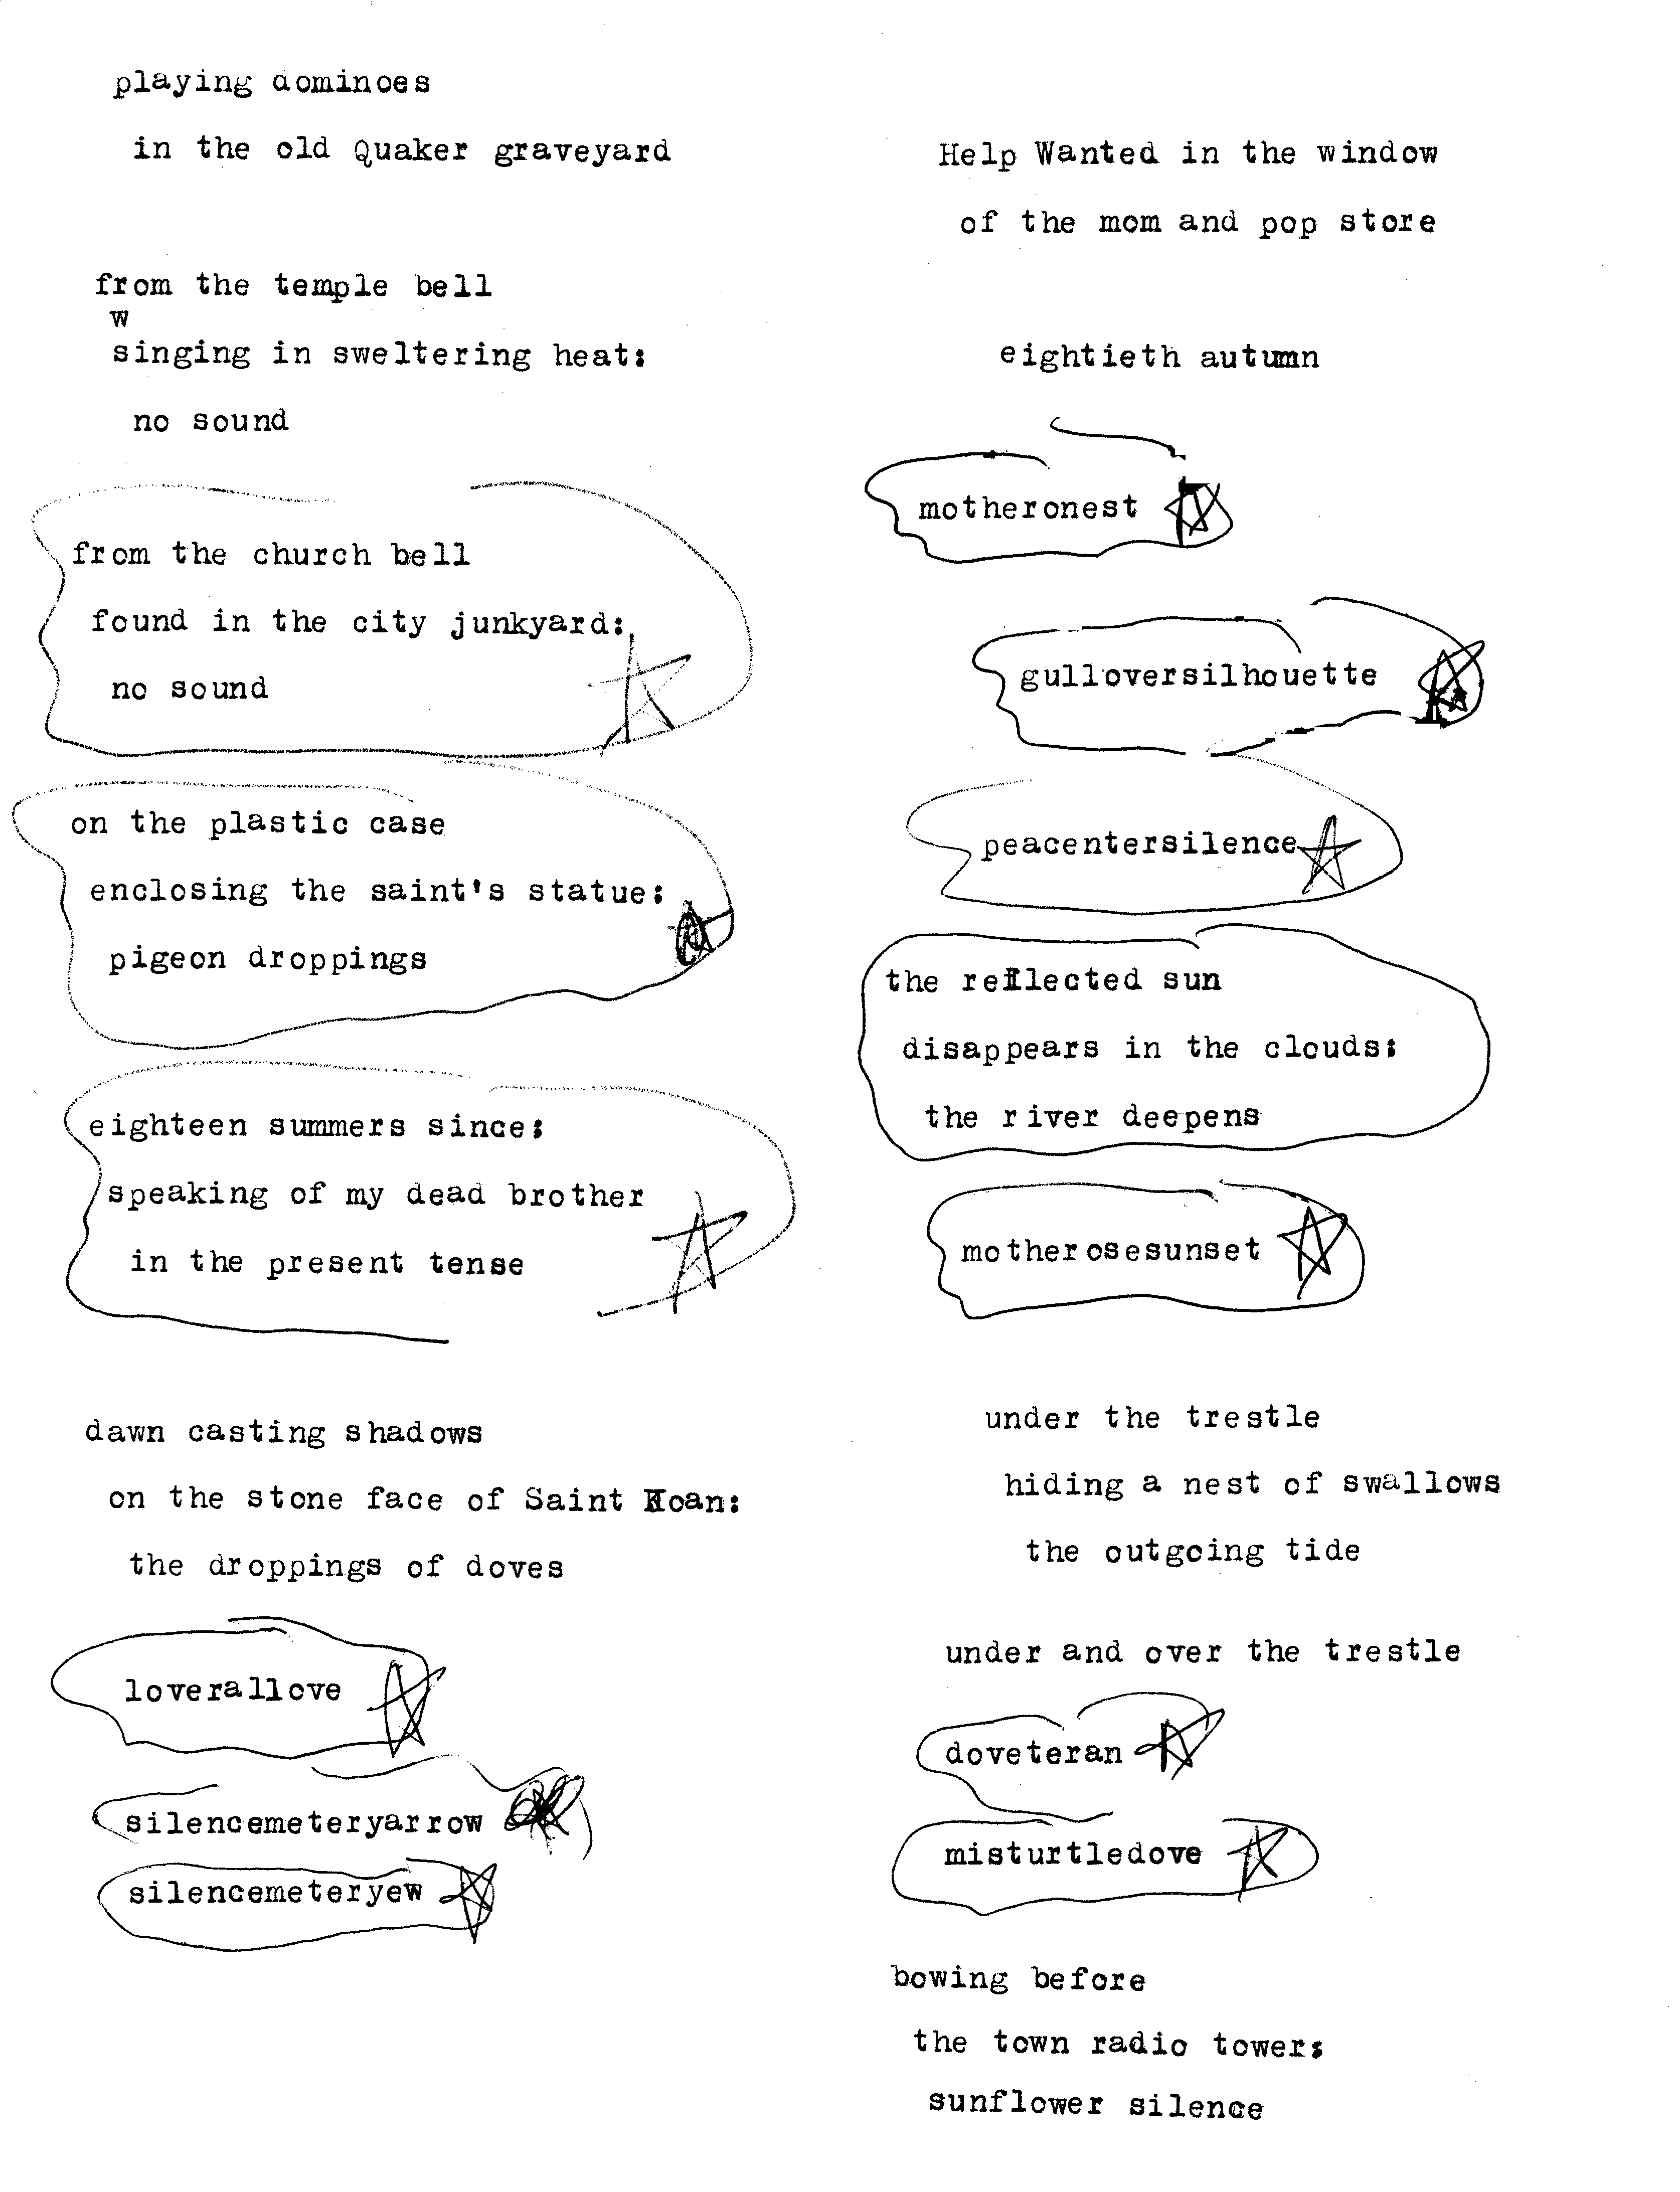 playing dominoes
in the old Quaker graveyard
from the temple bell
w
singing in sweltering heat:
no sound
from the church bell
found in the city junkyard:
no sound
on the plastic case
enclosing the saint's statue:
pigeon droppings
eighteen summers since:
speaking of my dead brother
in the present tense
dawn casting shadows
on the stone face of Saint
the droppings of doves
loverallove
silencemeteryarrow
silencemeteryew
Help Wanted in the window
of the mom and pop store
eightieth autumn
motheronest
gulloversilhouette
peacentersilence
the reflected sun
disappears in the clouds:
the river deepens
motherosesunset
under the trestle
hiding a nest of swallows
the outgoing tide
under and over the trestle
doveteran
misturtledove
bowing before
the town radio tower:
sunflower silence